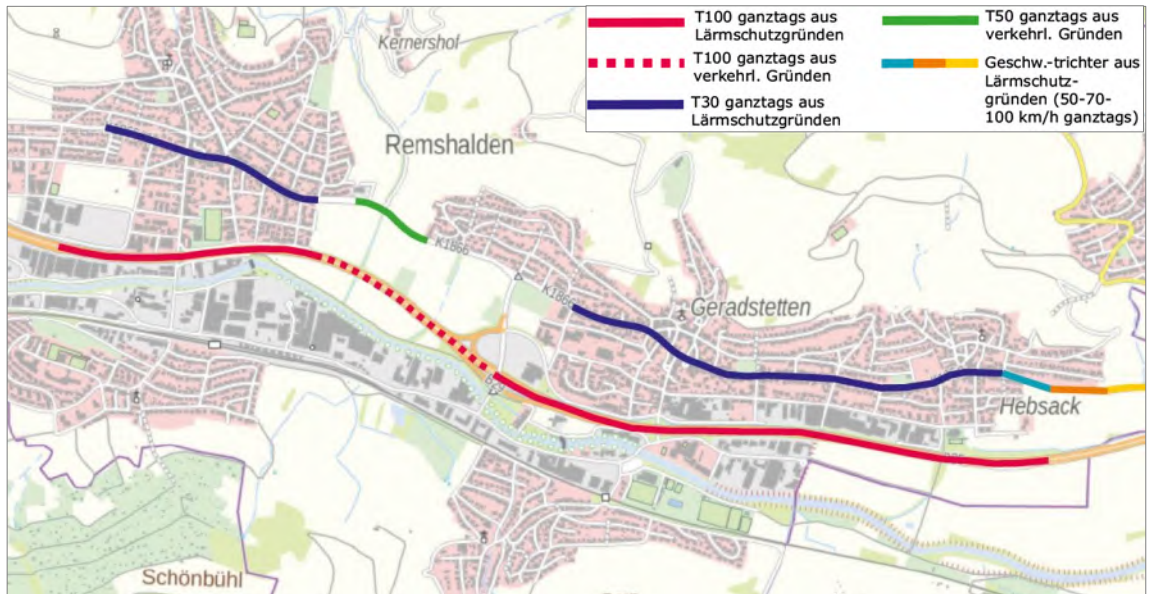 T100 ganztags aus
Lärmschutzgründen
T100 ganztags aus
verkehrl. Gründen
T30 ganztags aus
Lärmschutzgründen
T50 ganztags aus
verkehrl. Gründen
Geschw.-trichter aus
Lärmschutz-
gründen (50-70-
100 km/h ganztags)
Kernershof
Remshalden
K1866
Geradstetten
Hebsack
Schönbühl